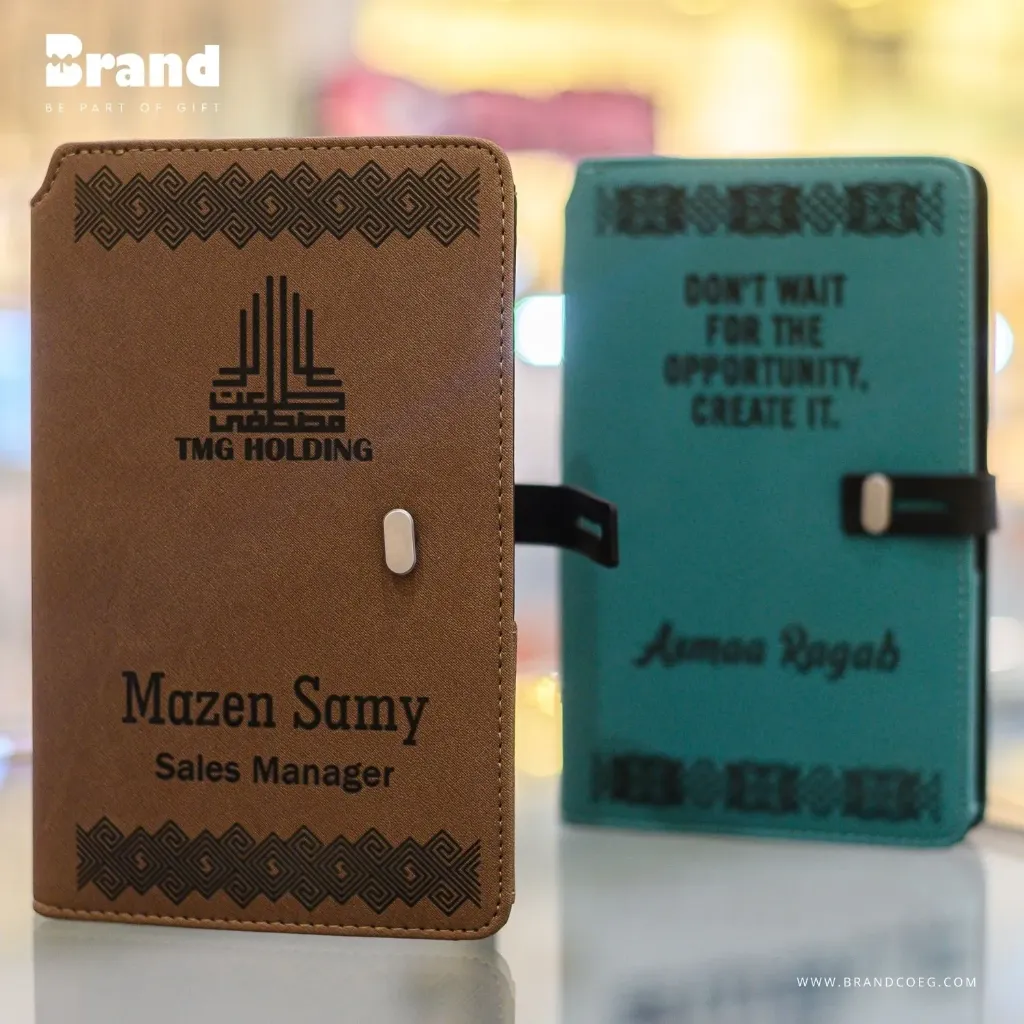 Brand
BE PART OF GIFT
طلعت
مصطفى
TMG HOLDING
Mazen Samy
Sales Manager
DON'T WAIT
FOR THE
OPPORTUNITY,
CREATE IT.
Asmaa Ragab
WWW.BRANDCOEG.COM